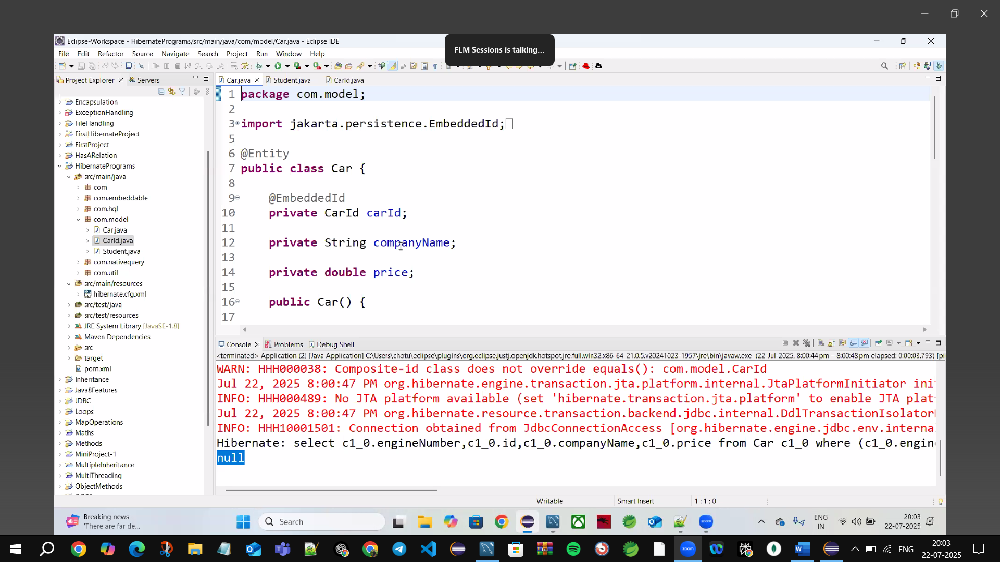 Eclipse-Workspace - HibernatePrograms/src/main/java/com/model/Car.java - Eclipse IDE
FLM Sessions is talking...
File Edit Refactor Source Navigate Search Project Run Window Help
Project Explorer Servers
Car.java Student.java CarId.java
Encapsulation
ExceptionHandling
FileHandling
FirstHibernateProject
FirstProject
HasARelation
HibernatePrograms
src/main/java
com
com.embeddable
com.hql
com.model
Car.java
CarId.java
Student.java
com.nativequery
com.util
src/main/resources
hibernate.cfg.xml
src/test/java
src/test/resources
JRE System Library [JavaSE-1.8]
Maven Dependencies
src
target
pom.xml
Inheritance
Java8Features
JDBC
Loops
MapOperations
Maths
Methods
MiniProject-1
MultipleInheritance
MultiThreading
ObjectMethods
1 package com.model;
2
3 import jakarta.persistence.EmbeddedId;
5
6 @Entity
7 public class Car {
8
9 @EmbeddedId
10 private CarId carId;
11
12 private String companyName;
13
14 private double price;
15
16 public Car() {
17
Console Problems Debug Shell
<terminated> Application (2) [Java Application] C:\Users\chotu\eclipse\plugins\org.eclipse.justj.openjdk.hotspot.jre.full.win32.x86_64_21.0.5.v20241023-1957\jre\bin\javaw.exe (22-Jul-2025, 8:00:44 pm – 8:00:48 pm elapsed: 0:00:03.793) [pi
WARN: HHH000038: Composite-id class does not override equals(): com.model.CarId
Jul 22, 2025 8:00:47 PM org.hibernate.engine.transaction.jta.platform.internal.JtaPlatformInitiator ini
INFO: HHH000489: No JTA platform available (set 'hibernate.transaction.jta.platform' to enable JTA plat
Jul 22, 2025 8:00:47 PM org.hibernate.resource.transaction.backend.jdbc.internal.DdlTransactionIsolator
INFO: HHH10001501: Connection obtained from JdbcConnectionAccess [org.hibernate.engine.jdbc.env.interna
Hibernate: select c1_0.engineNumber,c1_0.id,c1_0.companyName,c1_0.price from Car c1_0 where (c1_0.engin
null
Writable Smart Insert 1 : 1 : 0
Breaking news
'There are far de...
Search
zoom
ENG
IN
20:03
22-07-2025
zoom
ENG
20:03
22-07-2025